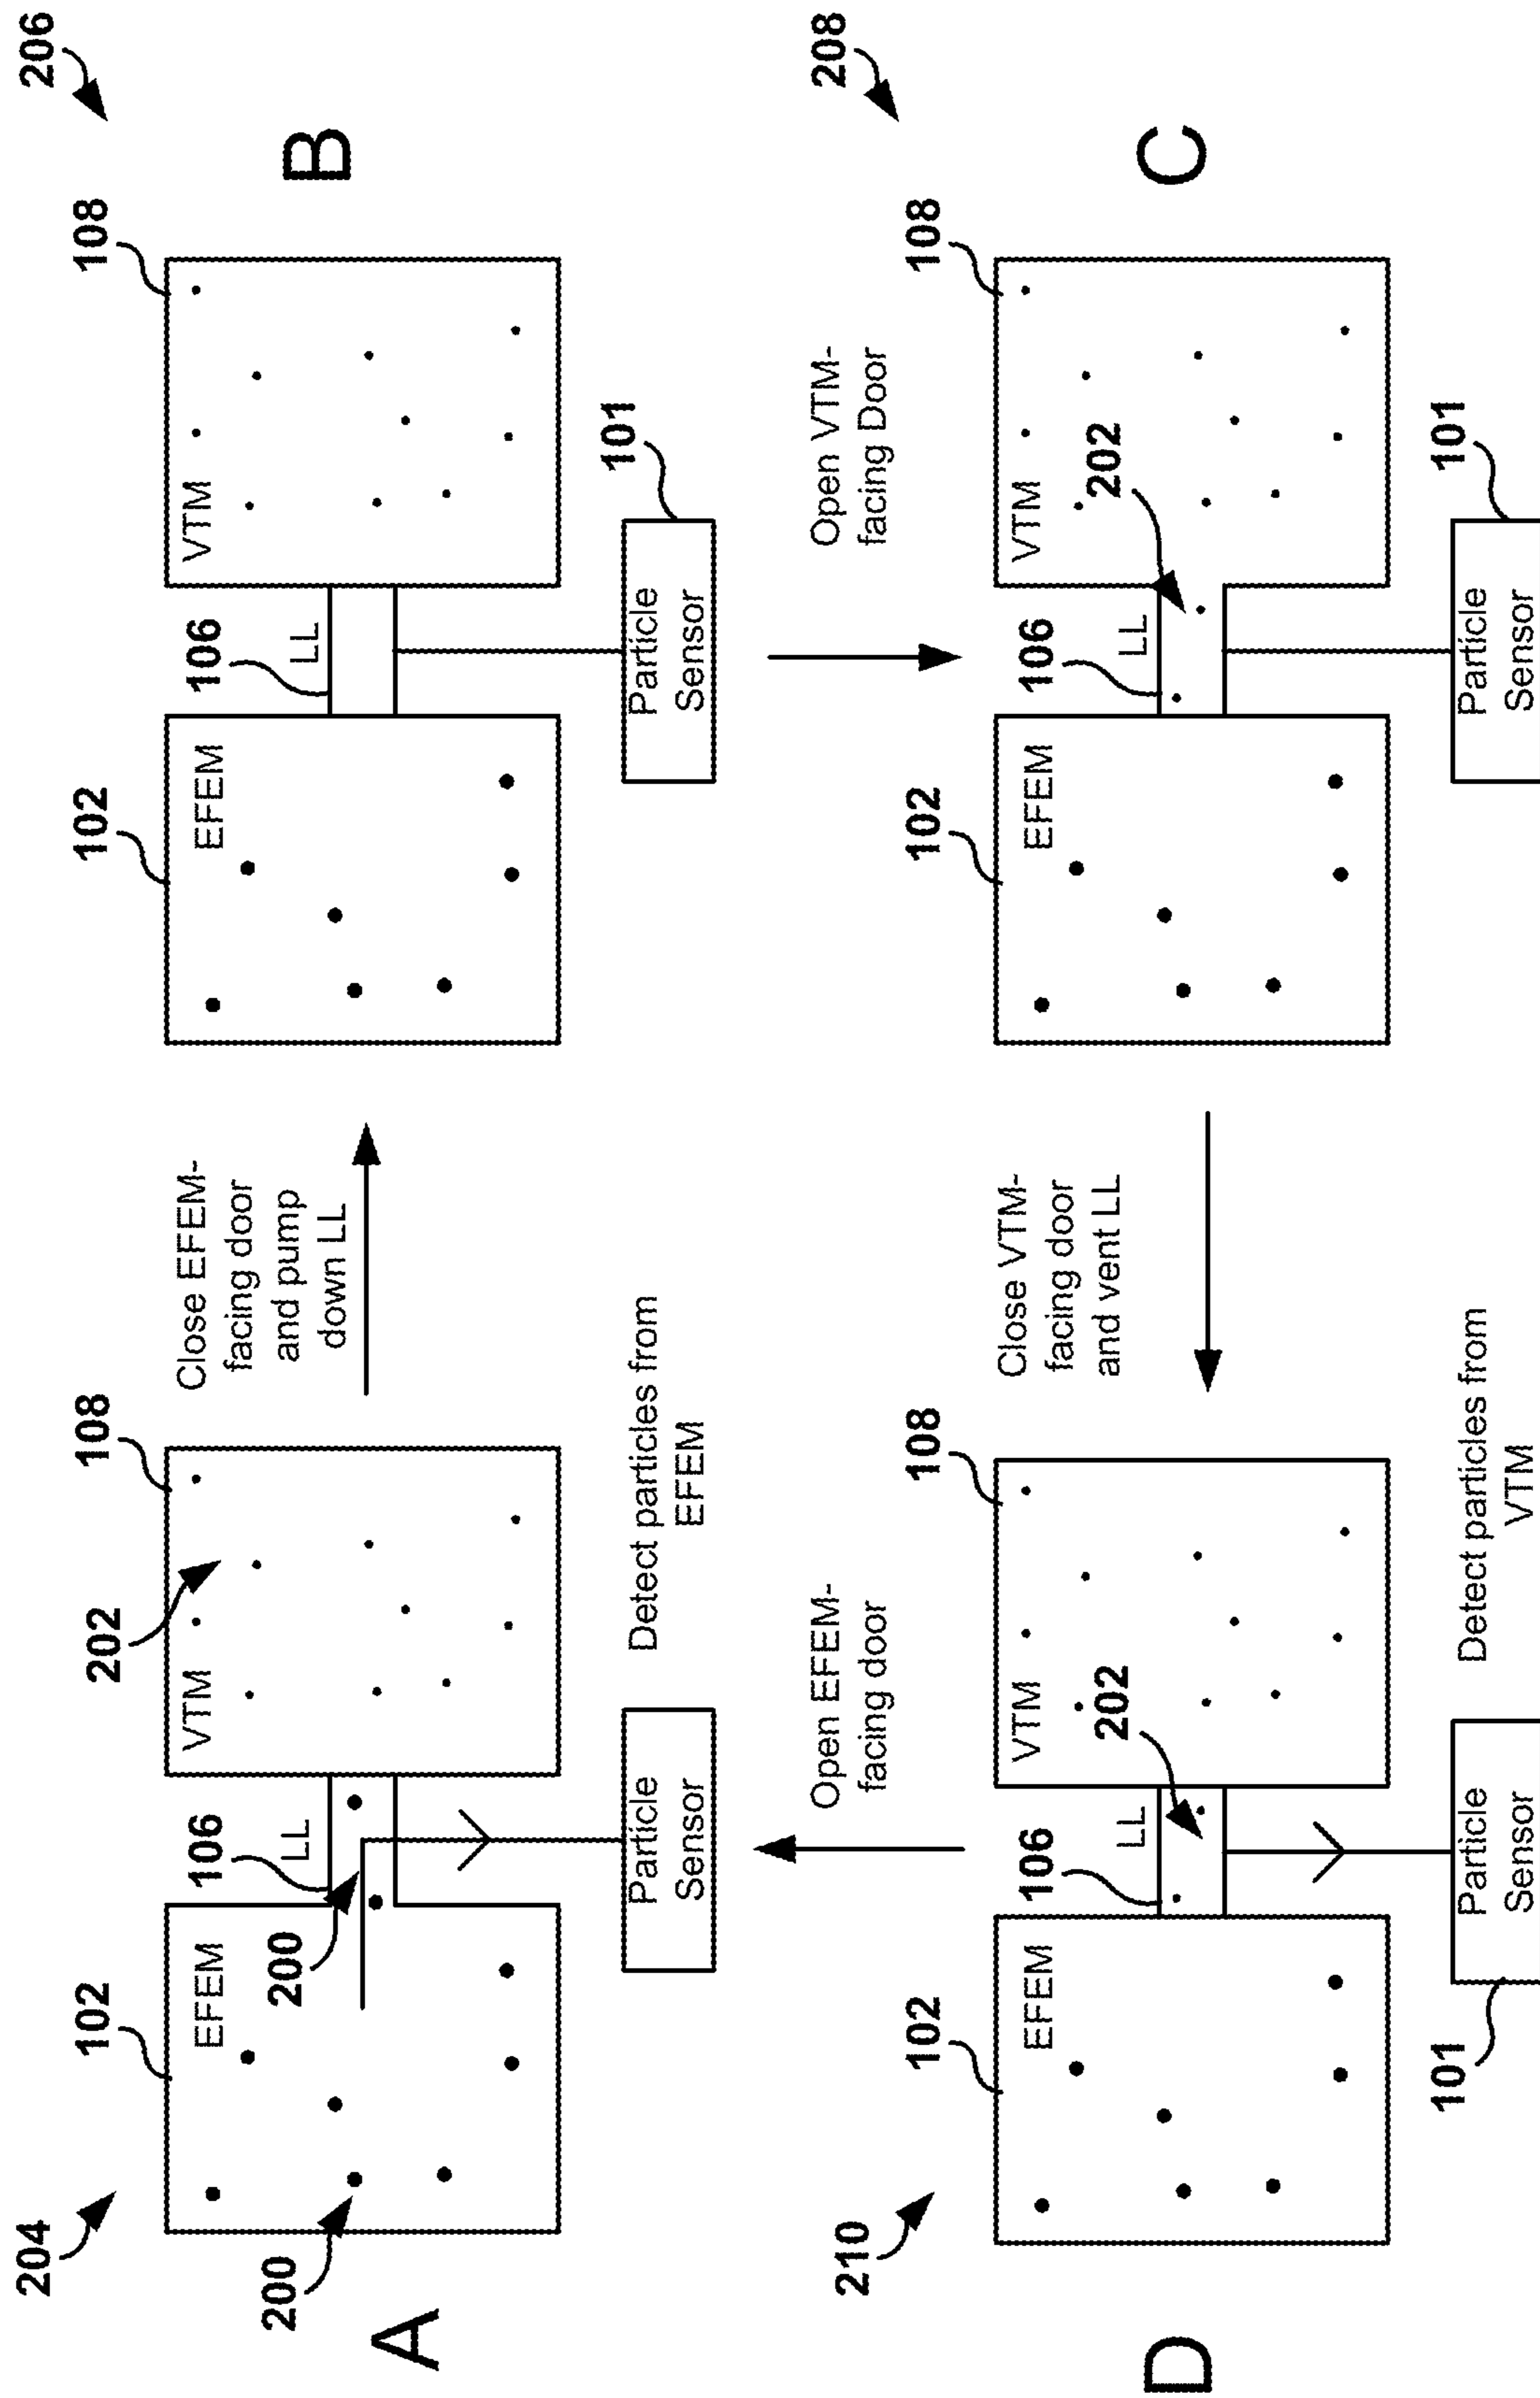 204
102
106
108
206
102
106
108
200
200
202
A
EFEM
LL
VTM
B
EFEM
LL
VTM
Close EFEM-
facing door
and pump
down LL
Particle
Sensor
Detect particles from
EFEM
Particle
Sensor
101
Open EFEM-
facing door
Open VTM-
facing Door
210
102
106
108
208
102
106
108
202
202
D
EFEM
LL
VTM
C
EFEM
LL
VTM
Close VTM-
facing door
and vent LL
101
Particle
Sensor
Detect particles from
VTM
Particle
Sensor
101